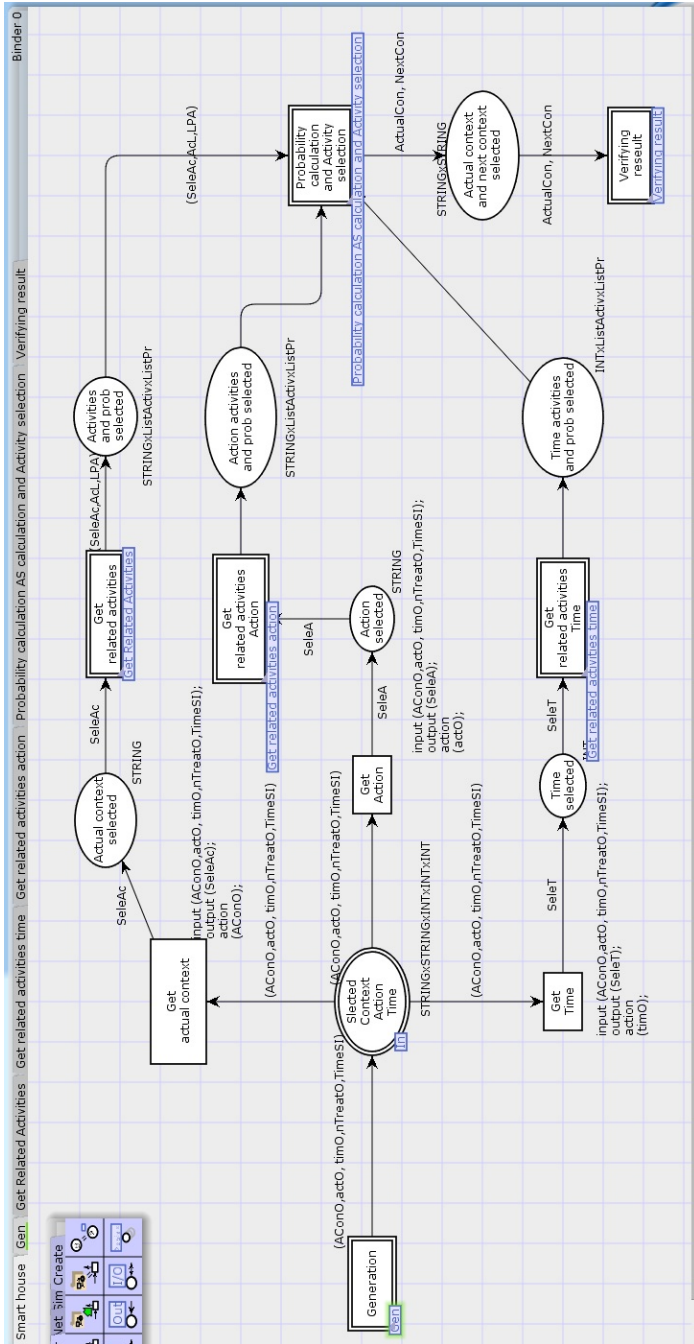 Binder 0
Smart house
Gen
Get Related Activities
Get related activities time
Get related activities action
Probability calculation AS calculation and Activity selection
Verifying result
Net
Sim
Create
Out
I/O
Generation
Gen
(AConO,actO, timO,nTreatO,TimeSI)
Slected
Context
Action
Time
In
STRINGxSTRINGxINTxINTxINT
(AConO,actO, timO,nTreatO,TimeSI)
Get
actual context
input (AConO,actO, timO,nTreatO,TimeSI);
output (SeleAc);
action
(AConO);
SeleAc
Actual context
selected
STRING
SeleAc
Get
related activities
Get Related Activities
(SeleAc,AcL,LPA)
Activities
and prob
selected
STRINGxListActivxListPr
(SeleAc,AcL,LPA)
(AConO,actO, timO,nTreatO,TimeSI)
Get
Action
input (AConO,actO, timO,nTreatO,TimeSI);
output (SeleA);
action
(actO);
SeleA
Action
selected
STRING
SeleA
Get
related activities
Action
Get related activities action
Action activities
and prob selected
STRINGxListActivxListPr
(AConO,actO, timO,nTreatO,TimeSI)
Get
Time
input (AConO,actO, timO,nTreatO,TimeSI);
output (SeleT);
action
(timO);
SeleT
Time
selected
INT
SeleT
Get
related activities
Time
Get related activities time
Time activities
and prob selected
INTxListActivxListPr
Probability
calculation
and Activity
selection
Probability calculation AS calculation and Activity selection
ActualCon, NextCon
STRINGxSTRING
Actual context
and next context
selected
ActualCon, NextCon
Verifying
reseult
Verifying result